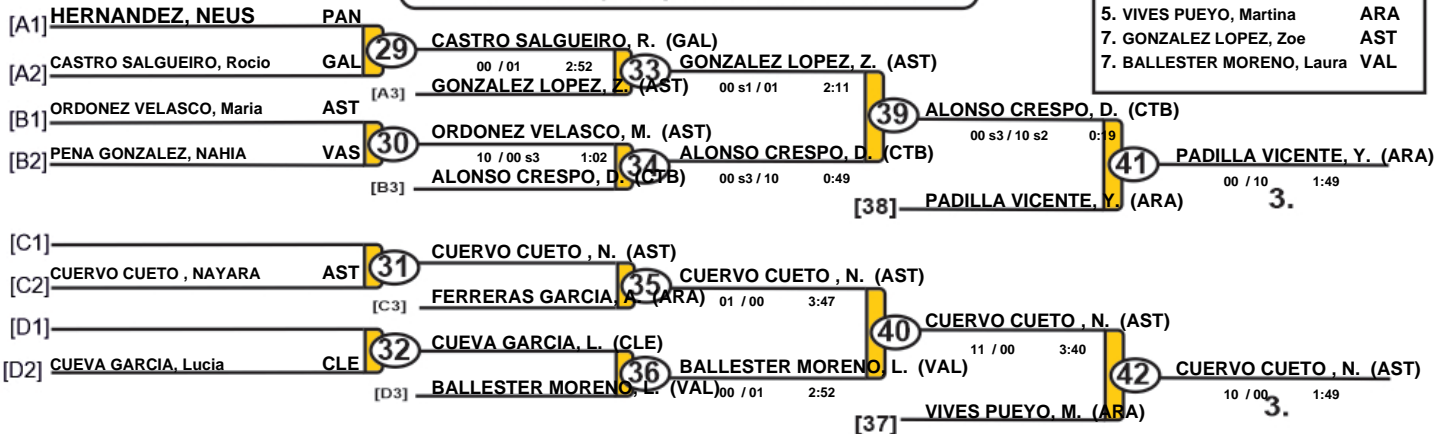 [A1] HERNANDEZ, NEUS PAN
[A2] CASTRO SALGUEIRO, Rocio GAL
29
CASTRO SALGUEIRO, R. (GAL)
00 / 01 2:52
[A3] GONZALEZ LOPEZ, Z. (AST)
33
GONZALEZ LOPEZ, Z. (AST)
00 s1 / 01 2:11
[B1] ORDONEZ VELASCO, Maria AST
[B2] PENA GONZALEZ, NAHIA VAS
30
ORDONEZ VELASCO, M. (AST)
10 / 00 s3 1:02
[B3] ALONSO CRESPO, D. (CTB)
34
ALONSO CRESPO, D. (CTB)
00 s3 / 10 0:49
39
ALONSO CRESPO, D. (CTB)
00 s3 / 10 s2 0:19
[38] PADILLA VICENTE, Y. (ARA)
41
PADILLA VICENTE, Y. (ARA)
00 / 10 1:49
3.
[C1]
[C2] CUERVO CUETO , NAYARA AST
31
CUERVO CUETO , N. (AST)
[C3] FERRERAS GARCIA, A. (ARA)
35
CUERVO CUETO , N. (AST)
01 / 00 3:47
[D1]
[D2] CUEVA GARCIA, Lucia CLE
32
CUEVA GARCIA, L. (CLE)
[D3] BALLESTER MORENO, L. (VAL)
36
BALLESTER MORENO, L. (VAL)
00 / 01 2:52
40
CUERVO CUETO , N. (AST)
11 / 00 3:40
[37] VIVES PUEYO, M. (ARA)
42
CUERVO CUETO , N. (AST)
10 / 00 1:49
3.
5. VIVES PUEYO, Martina ARA
7. GONZALEZ LOPEZ, Zoe AST
7. BALLESTER MORENO, Laura VAL